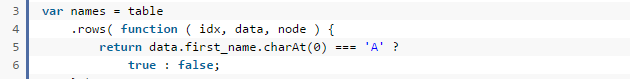 3 var names = table
4 .rows( function ( idx, data, node ) {
5 return data.first_name.charAt(0) === 'A' ?
6 true : false;